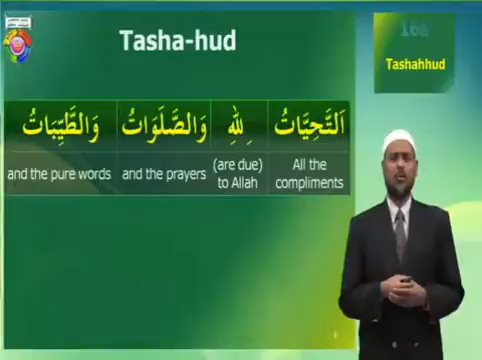 Tasha-hud
16a
Tashahhud
اَلتَّحِيَّاتُ لِلّٰهِ وَالصَّلَوَاتُ وَالطَّيِّبَاتُ
All the compliments
(are due) to Allah
and the prayers
and the pure words